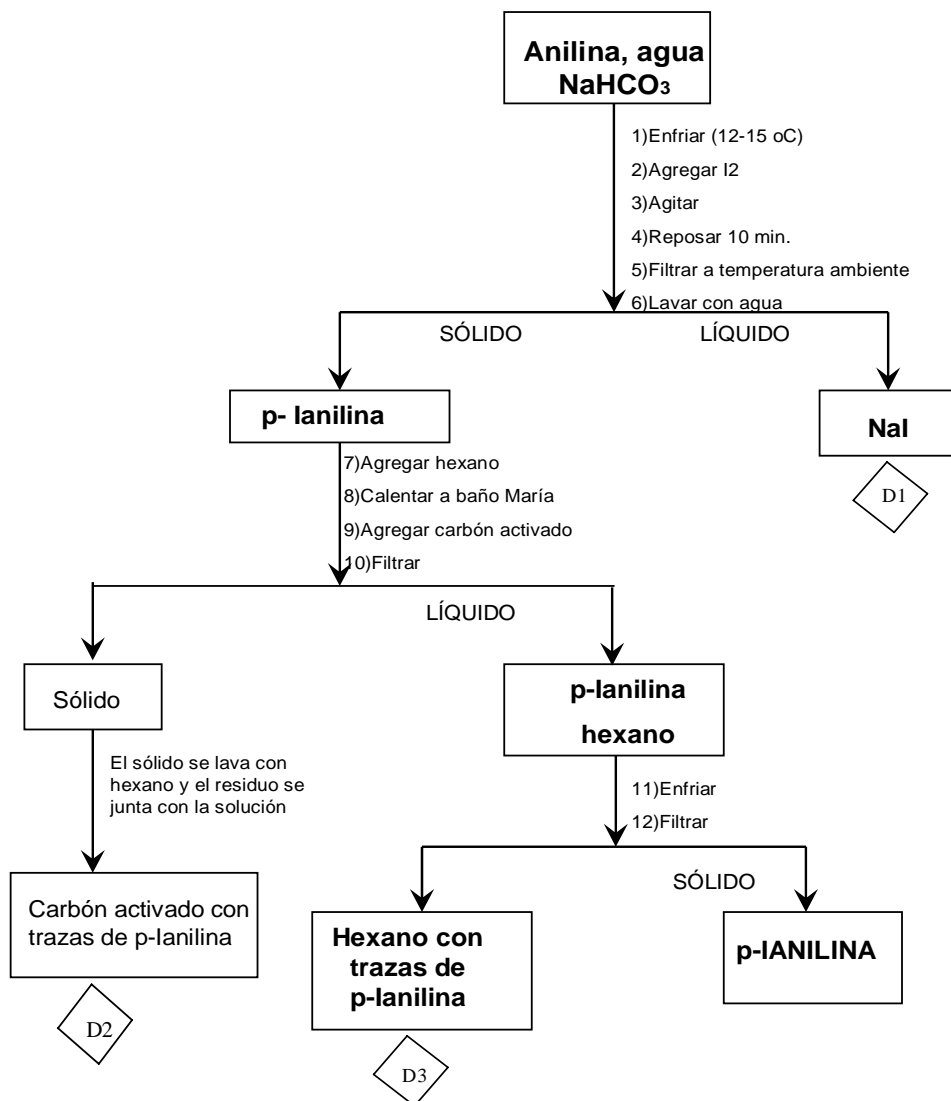 Anilina, agua
NaHCO3
1)Enfriar (12-15 oC)
2)Agregar I2
3)Agitar
4)Reposar 10 min.
5)Filtrar a temperatura ambiente
6)Lavar con agua
SÓLIDO
LÍQUIDO
p- Ianilina
NaI
D1
7)Agregar hexano
8)Calentar a baño María
9)Agregar carbón activado
10)Filtrar
LÍQUIDO
Sólido
p-Ianilina
hexano
El sólido se lava con
hexano y el residuo se
junta con la solución
11)Enfriar
12)Filtrar
SÓLIDO
Carbón activado con
trazas de p-Ianilina
Hexano con
trazas de
p-Ianilina
p-IANILINA
D2
D3